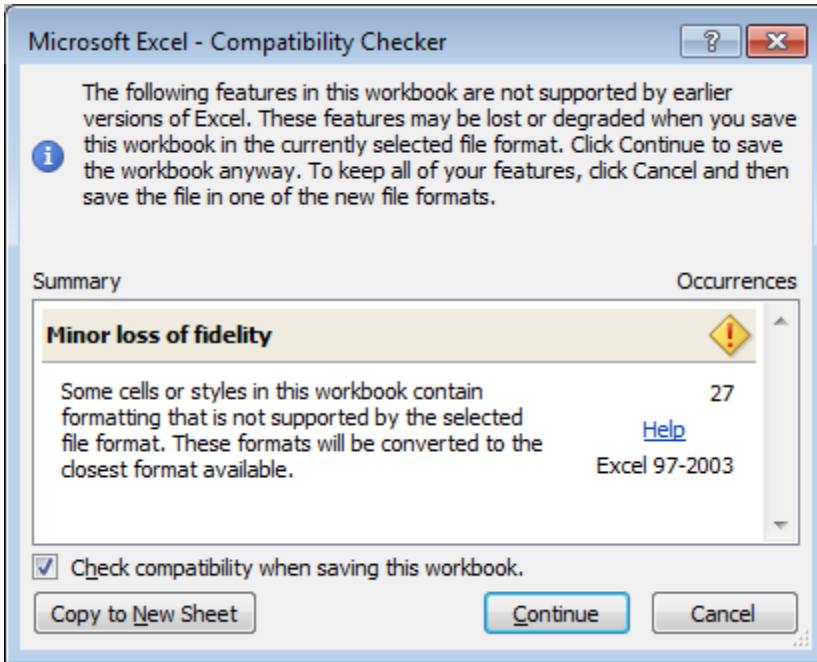 Microsoft Excel - Compatibility Checker
The following features in this workbook are not supported by earlier
versions of Excel. These features may be lost or degraded when you save
this workbook in the currently selected file format. Click Continue to save
the workbook anyway. To keep all of your features, click Cancel and then
save the file in one of the new file formats.
Summary Occurrences
Minor loss of fidelity
Some cells or styles in this workbook contain 27
formatting that is not supported by the selected
Help
file format. These formats will be converted to the
closest format available. Excel 97-2003
Check compatibility when saving this workbook.
Copy to New Sheet Continue Cancel